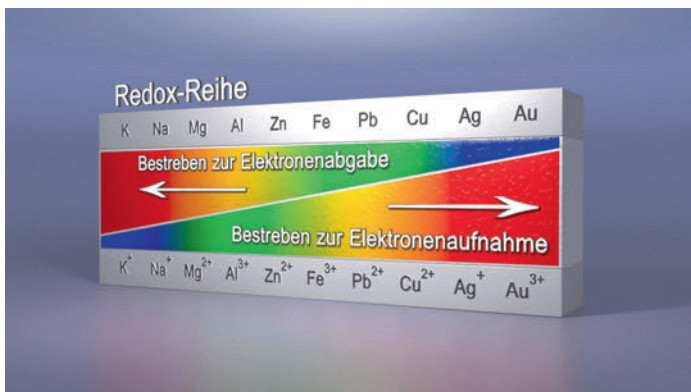 Redox-Reihe
K Na Mg Al Zn Fe Pb Cu Ag Au
Bestreben zur Elektronenabgabe
Bestreben zur Elektronenaufnahme
K⁺ Na⁺ Mg²⁺ Al³⁺ Zn²⁺ Fe³⁺ Pb²⁺ Cu²⁺ Ag⁺ Au³⁺